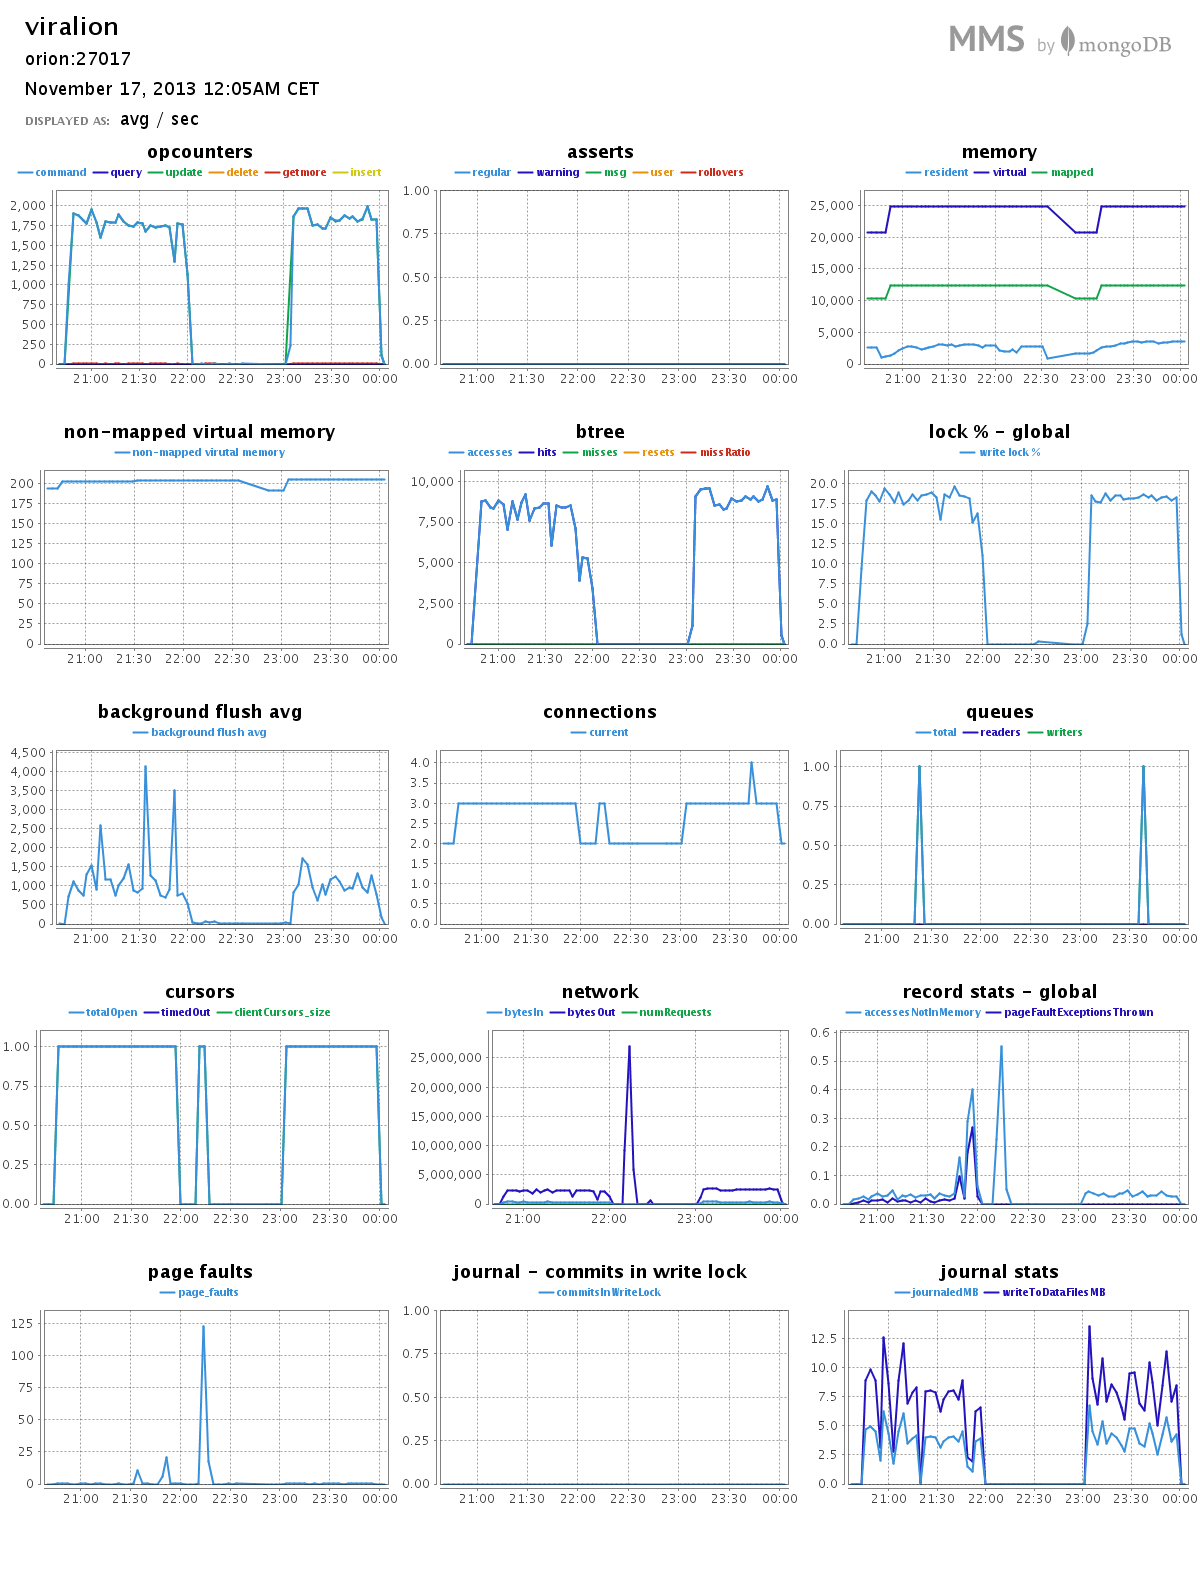 viralion
orion:27017
November 17, 2013 12:05AM CET
DISPLAYED AS: avg / sec
MMS by mongoDB
opcounters
command query update delete getmore insert
2,000
1,750
1,500
1,250
1,000
750
500
250
0
21:00 21:30 22:00 22:30 23:00 23:30 00:00
asserts
regular warning msg user rollovers
1.00
0.75
0.50
0.25
0.00
21:00 21:30 22:00 22:30 23:00 23:30 00:00
memory
resident virtual mapped
25,000
20,000
15,000
10,000
5,000
0
21:00 21:30 22:00 22:30 23:00 23:30 00:00
non-mapped virtual memory
non-mapped virutal memory
200
175
150
125
100
75
50
25
0
21:00 21:30 22:00 22:30 23:00 23:30 00:00
btree
accesses hits misses resets missRatio
10,000
7,500
5,000
2,500
0
21:00 21:30 22:00 22:30 23:00 23:30 00:00
lock % - global
write lock %
20.0
17.5
15.0
12.5
10.0
7.5
5.0
2.5
0.0
21:00 21:30 22:00 22:30 23:00 23:30 00:00
background flush avg
background flush avg
4,500
4,000
3,500
3,000
2,500
2,000
1,500
1,000
500
0
21:00 21:30 22:00 22:30 23:00 23:30 00:00
connections
current
4.0
3.5
3.0
2.5
2.0
1.5
1.0
0.5
0.0
21:00 21:30 22:00 22:30 23:00 23:30 00:00
queues
total readers writers
1.00
0.75
0.50
0.25
0.00
21:00 21:30 22:00 22:30 23:00 23:30 00:00
cursors
totalOpen timedOut clientCursors_size
1.00
0.75
0.50
0.25
0.00
21:00 21:30 22:00 22:30 23:00 23:30 00:00
network
bytesIn bytesOut numRequests
25,000,000
20,000,000
15,000,000
10,000,000
5,000,000
0
21:00 22:00 23:00 00:00
record stats - global
accessesNotInMemory pageFaultExceptionsThrown
0.6
0.5
0.4
0.3
0.2
0.1
0.0
21:00 21:30 22:00 22:30 23:00 23:30 00:00
page faults
page_faults
125
100
75
50
25
0
21:00 21:30 22:00 22:30 23:00 23:30 00:00
journal - commits in write lock
commitsInWriteLock
1.00
0.75
0.50
0.25
0.00
21:00 21:30 22:00 22:30 23:00 23:30 00:00
journal stats
journaledMB writeToDataFilesMB
12.5
10.0
7.5
5.0
2.5
0.0
21:00 21:30 22:00 22:30 23:00 23:30 00:00